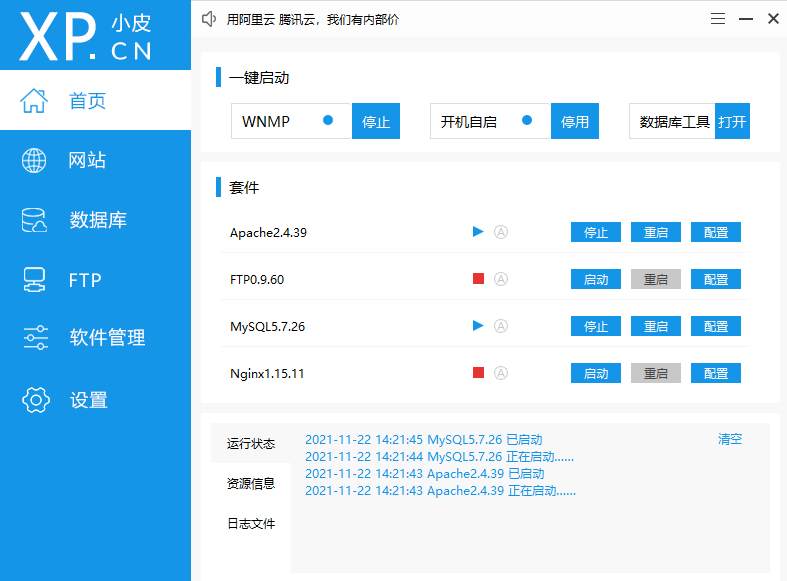 XP.CN 小皮
用阿里云 腾讯云，我们有内部价
首页
网站
数据库
FTP
软件管理
设置
一键启动
WNMP 停止 开机自启 停用 数据库工具 打开
套件
Apache2.4.39 A 停止 重启 配置
FTP0.9.60 A 启动 重启 配置
MySQL5.7.26 A 停止 重启 配置
Nginx1.15.11 A 启动 重启 配置
运行状态
资源信息
日志文件
2021-11-22 14:21:45 MySQL5.7.26 已启动
2021-11-22 14:21:44 MySQL5.7.26 正在启动......
2021-11-22 14:21:43 Apache2.4.39 已启动
2021-11-22 14:21:43 Apache2.4.39 正在启动......
清空